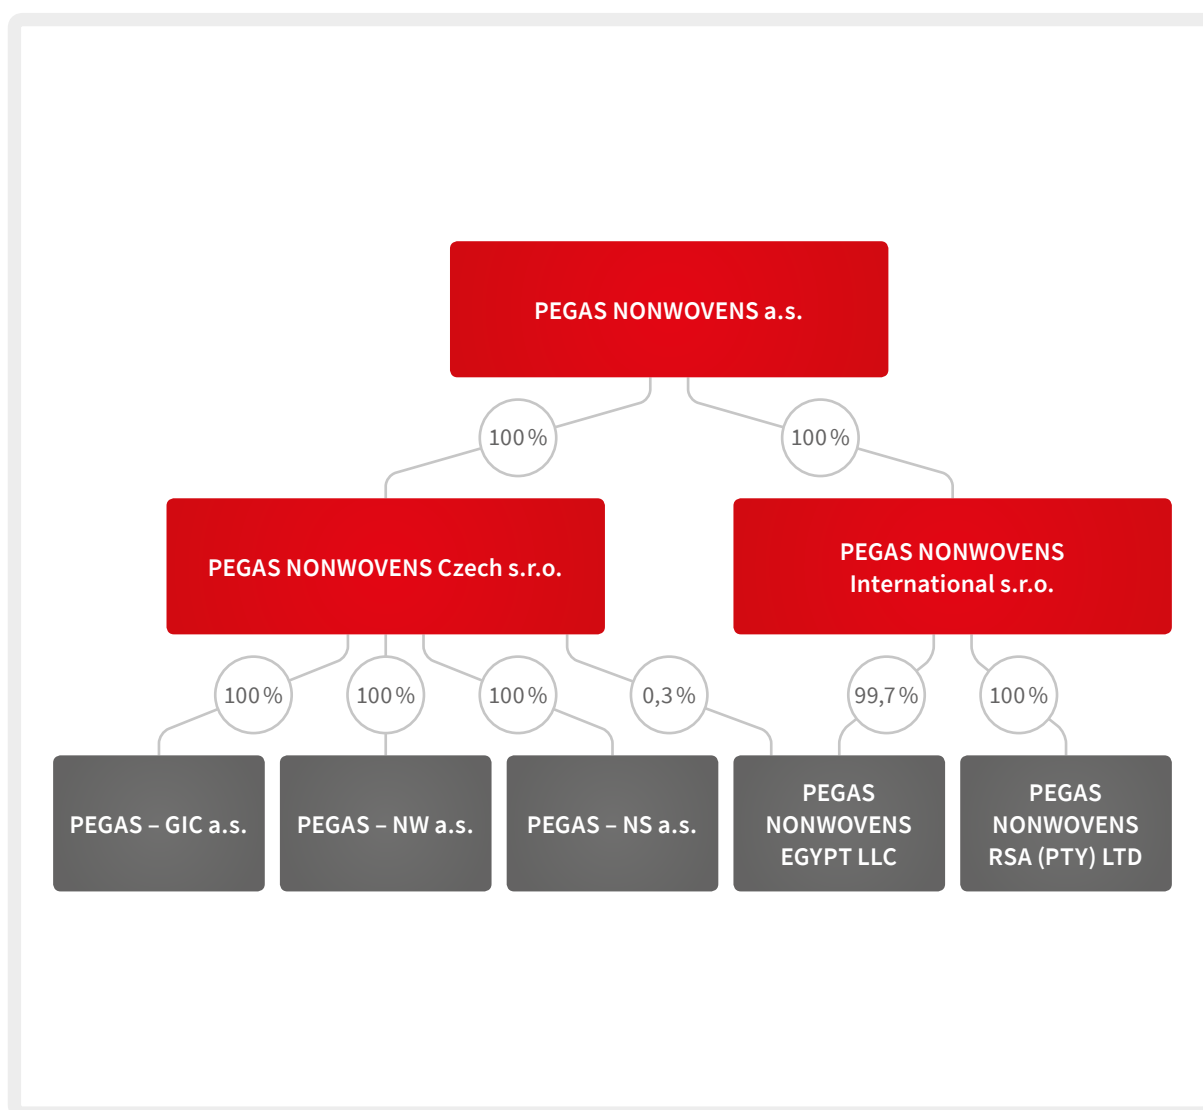 PEGAS NONWOVENS a.s.
100 %
100 %
PEGAS NONWOVENS Czech s.r.o.
PEGAS NONWOVENS
International s.r.o.
100 %
100 %
100 %
0,3 %
99,7 %
100 %
PEGAS – GIC a.s.
PEGAS – NW a.s.
PEGAS – NS a.s.
PEGAS
NONWOVENS
EGYPT LLC
PEGAS
NONWOVENS
RSA (PTY) LTD